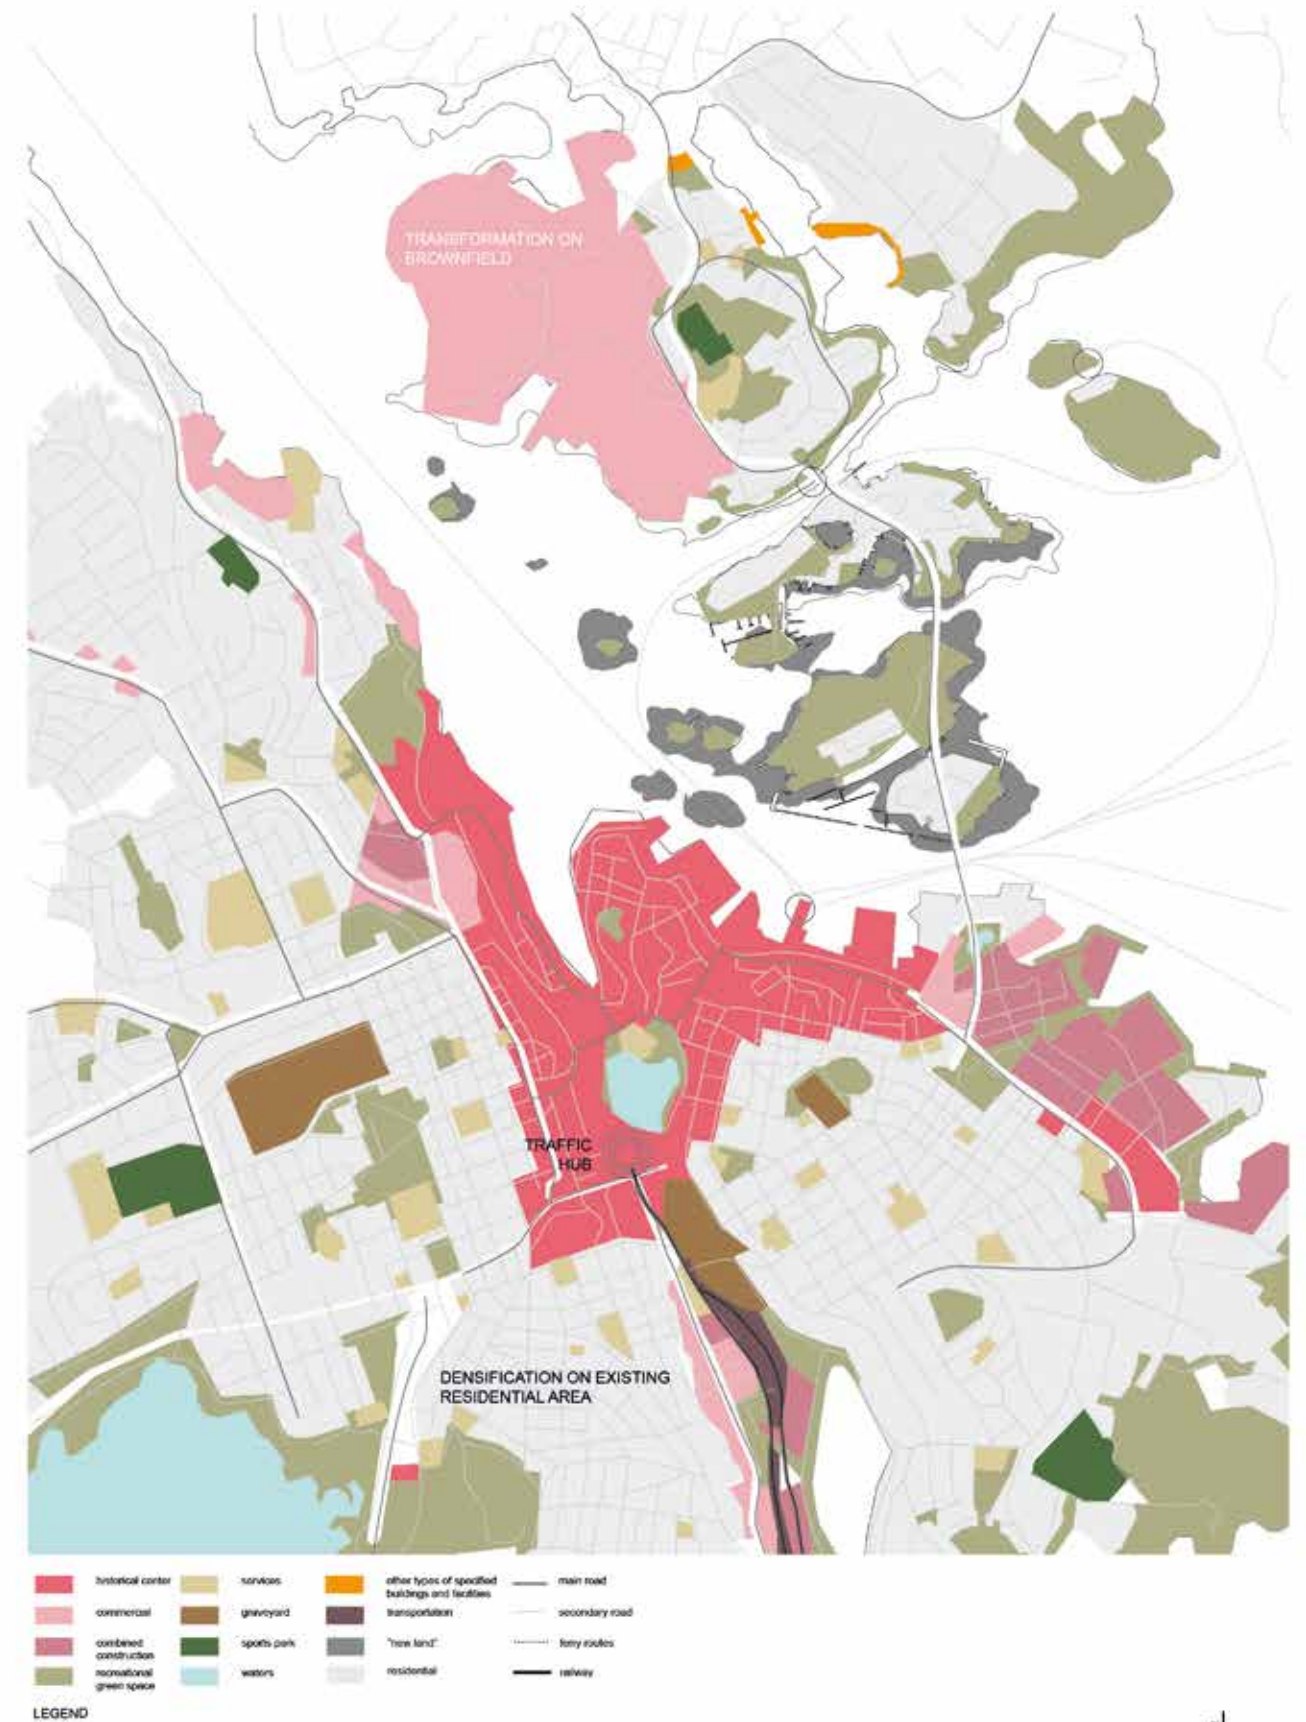 TRANSFORMATION ON
BROWNFIELD
TRAFFIC
HUB
DENSIFICATION ON EXISTING
RESIDENTIAL AREA
historical center
services
other types of specified
buildings and facilities
main road
commercial
graveyard
transportation
secondary road
combined
construction
sports park
"new land"
ferry routes
recreational
green space
waters
residential
railway
LEGEND